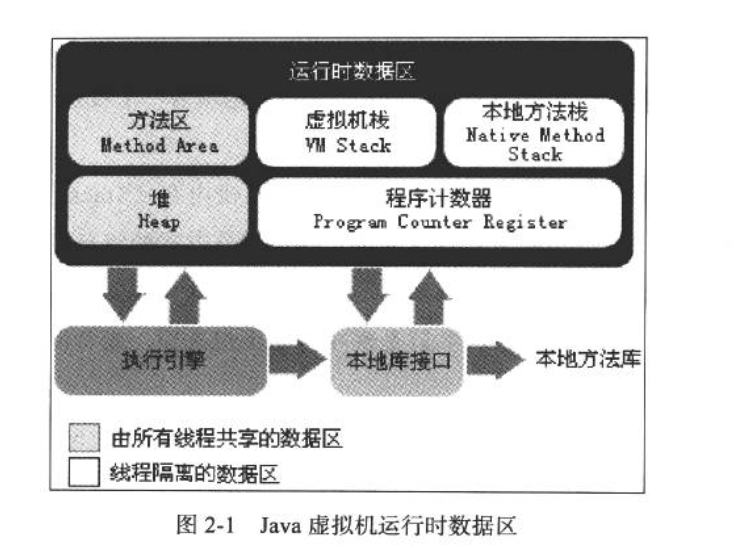 运行时数据区
方法区
Method Area
虚拟机栈
VM Stack
本地方法栈
Native Method
Stack
堆
Heap
程序计数器
Program Counter Register
执行引擎
本地库接口
本地方法库
由所有线程共享的数据区
线程隔离的数据区
图 2-1 Java 虚拟机运行时数据区